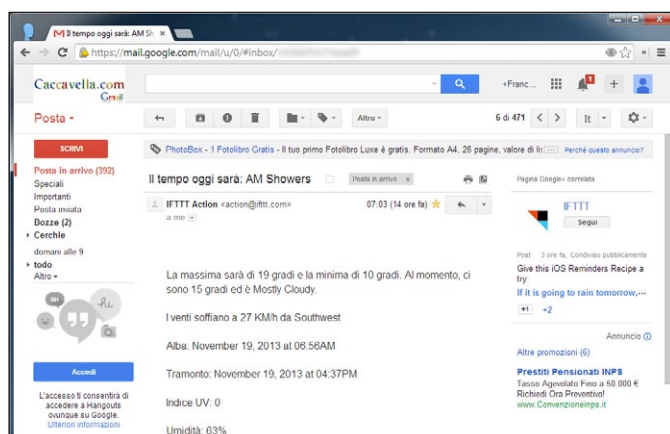 Il tempo oggi sarà: AM Sh
https://mail.google.com/mail/u/0/#inbox/
Caccavella.com
Gmail
+Franc...
1
Posta
Altro
6 di 471
It
SCRIVI
Posta in arrivo (392)
Speciali
Importanti
Posta inviata
Bozze (2)
Cerchie
domani alle 9
todo
Altro
hi
Accedi
L'accesso ti consentirà di
accedere a Hangouts
ovunque su Google.
Ulteriori informazioni
PhotoBox - 1 Fotolibro Gratis - Il tuo primo Fotolibro Luxe è gratis. Formato A4, 26 pagine, valore di lis
Perché questo annuncio?
Il tempo oggi sarà: AM Showers
Posta in arrivo x
IFTTT Action <action@ifttt.com>
07:03 (14 ore fa)
a me
La massima sarà di 19 gradi e la minima di 10 gradi. Al momento, ci
sono 15 gradi ed è Mostly Cloudy.
I venti soffiano a 27 KM/h da Southwest
Alba: November 19, 2013 at 06:56AM
Tramonto: November 19, 2013 at 04:37PM
Indice UV: 0
Umidità: 63%
Pagina Google+ correlata
IFTTT
Segui
Post 3 ore fa, Condiviso pubblicamente
Give this iOS Reminders Recipe a
try:
If it is going to rain tomorrow,...
+1 +2
Annuncio
Altre promozioni (6)
Prestiti Pensionati INPS
Tasso Agevolato Fino a 50.000 €
Richiedi Ora Preventivo!
www.Convenzioneinps.it